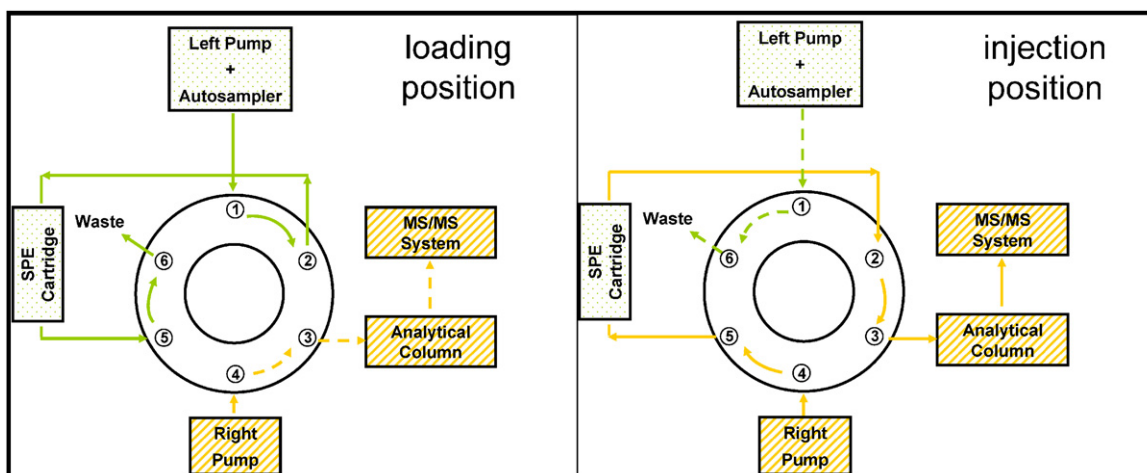 Left Pump
+
Autosampler
loading
position
SPE
Cartridge
Waste
1
2
3
4
5
6
MS/MS
System
Analytical
Column
Right
Pump
Left Pump
+
Autosampler
injection
position
SPE
Cartridge
Waste
1
2
3
4
5
6
MS/MS
System
Analytical
Column
Right
Pump